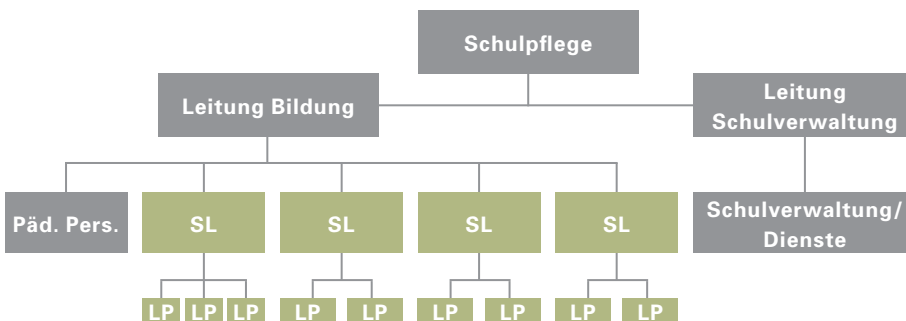 Schulpflege
Leitung Bildung
Leitung
Schulverwaltung
Päd. Pers.
SL
SL
SL
SL
Schulverwaltung/
Dienste
LP
LP
LP
LP
LP
LP
LP
LP
LP